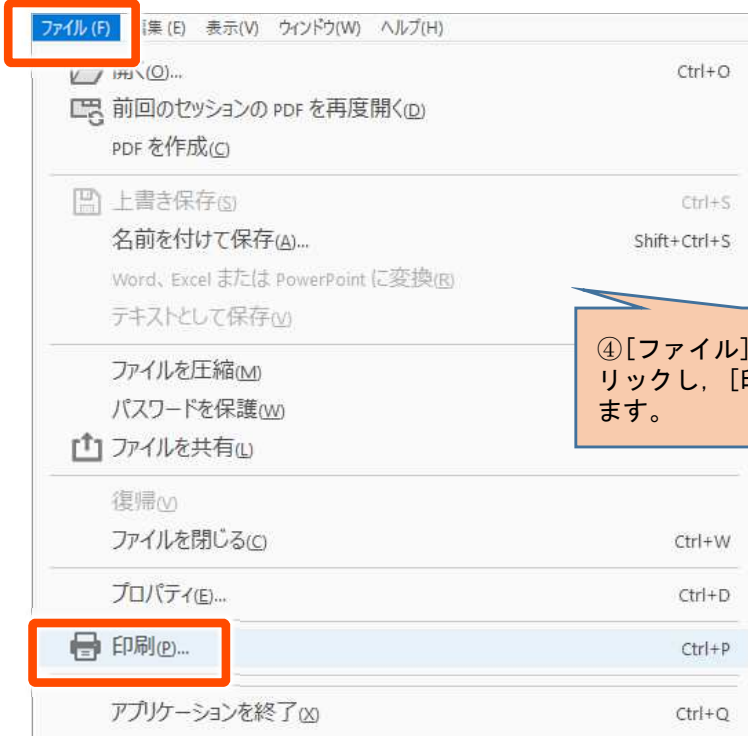 ファイル(F) 集(E) 表示(V) ウィンドウ(W) ヘルプ(H)
開く(O)... Ctrl+O
前回のセッションの PDF を再度開く(D)
PDF を作成(C)
上書き保存(S) Ctrl+S
名前を付けて保存(A)... Shift+Ctrl+S
Word、Excel または PowerPoint に変換(R)
テキストとして保存(V)
ファイルを圧縮(M)
パスワードを保護(W)
ファイルを共有(L)
④[ファイル]
リックし,[
ます。
復帰(V)
ファイルを閉じる(C) Ctrl+W
プロパティ(E)... Ctrl+D
印刷(P)... Ctrl+P
アプリケーションを終了(X) Ctrl+Q